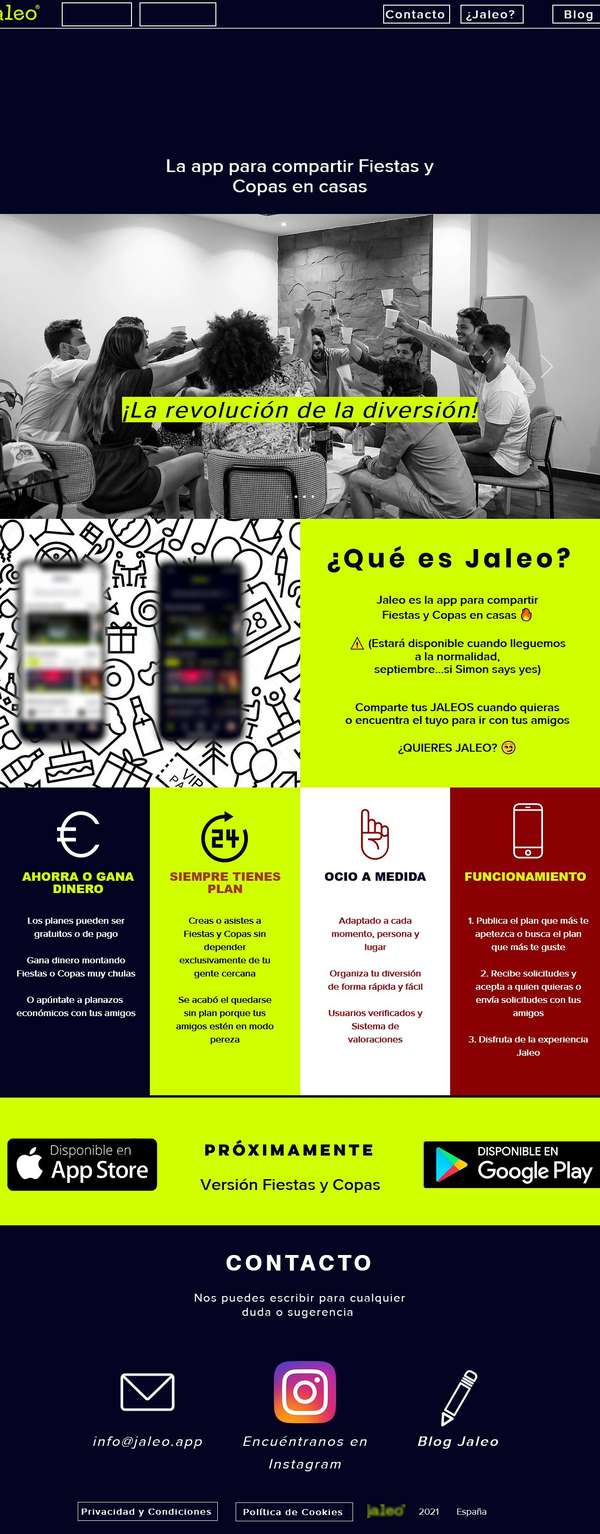 jaleo®
Contacto
¿Jaleo?
Blog
La app para compartir Fiestas y
Copas en casas
¡La revolución de la diversión!
28
VIP
¿Qué es Jaleo?
Jaleo es la app para compartir
Fiestas y Copas en casas 🔥
⚠️ (Estará disponible cuando lleguemos
a la normalidad,
septiembre...si Simon says yes)
Comparte tus JALEOS cuando quieras
o encuentra el tuyo para ir con tus amigos
¿QUIERES JALEO? 😏
AHORRA O GANA
DINERO
Los planes pueden ser
gratuitos o de pago
Gana dinero montando
Fiestas o Copas muy chulas
O apúntate a planazos
económicos con tus amigos
24
SIEMPRE TIENES
PLAN
Creas o asistes a
Fiestas y Copas sin
depender
exclusivamente de tu
gente cercana
Se acabó el quedarse
sin plan porque tus
amigos estén en modo
pereza
OCIO A MEDIDA
Adaptado a cada
momento, persona y
lugar
Organiza tu diversión
de forma rápida y fácil
Usuarios verificados y
Sistema de
valoraciones
FUNCIONAMIENTO
1. Publica el plan que más te
apetezca o busca el plan
que más te guste
2. Recibe solicitudes y
acepta a quien quieras o
envía solicitudes con tus
amigos
3. Disfruta de la experiencia
Jaleo
Disponible en
App Store
PRÓXIMAMENTE
Versión Fiestas y Copas
DISPONIBLE EN
Google Play
CONTACTO
Nos puedes escribir para cualquier
duda o sugerencia
info@jaleo.app
Encuéntranos en
Instagram
Blog Jaleo
Privacidad y Condiciones
Política de Cookies
jaleo®
2021
España